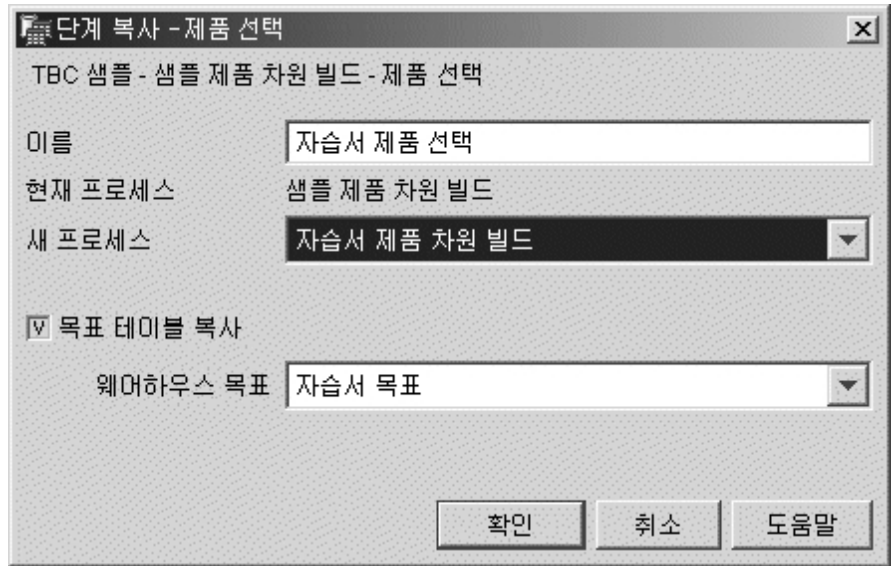 단계 복사 - 제품 선택
TBC 샘플 - 샘플 제품 차원 빌드 - 제품 선택
이름 자습서 제품 선택
현재 프로세스 샘플 제품 차원 빌드
새 프로세스 자습서 제품 차원 빌드
목표 테이블 복사
웨어하우스 목표 자습서 목표
확인 취소 도움말